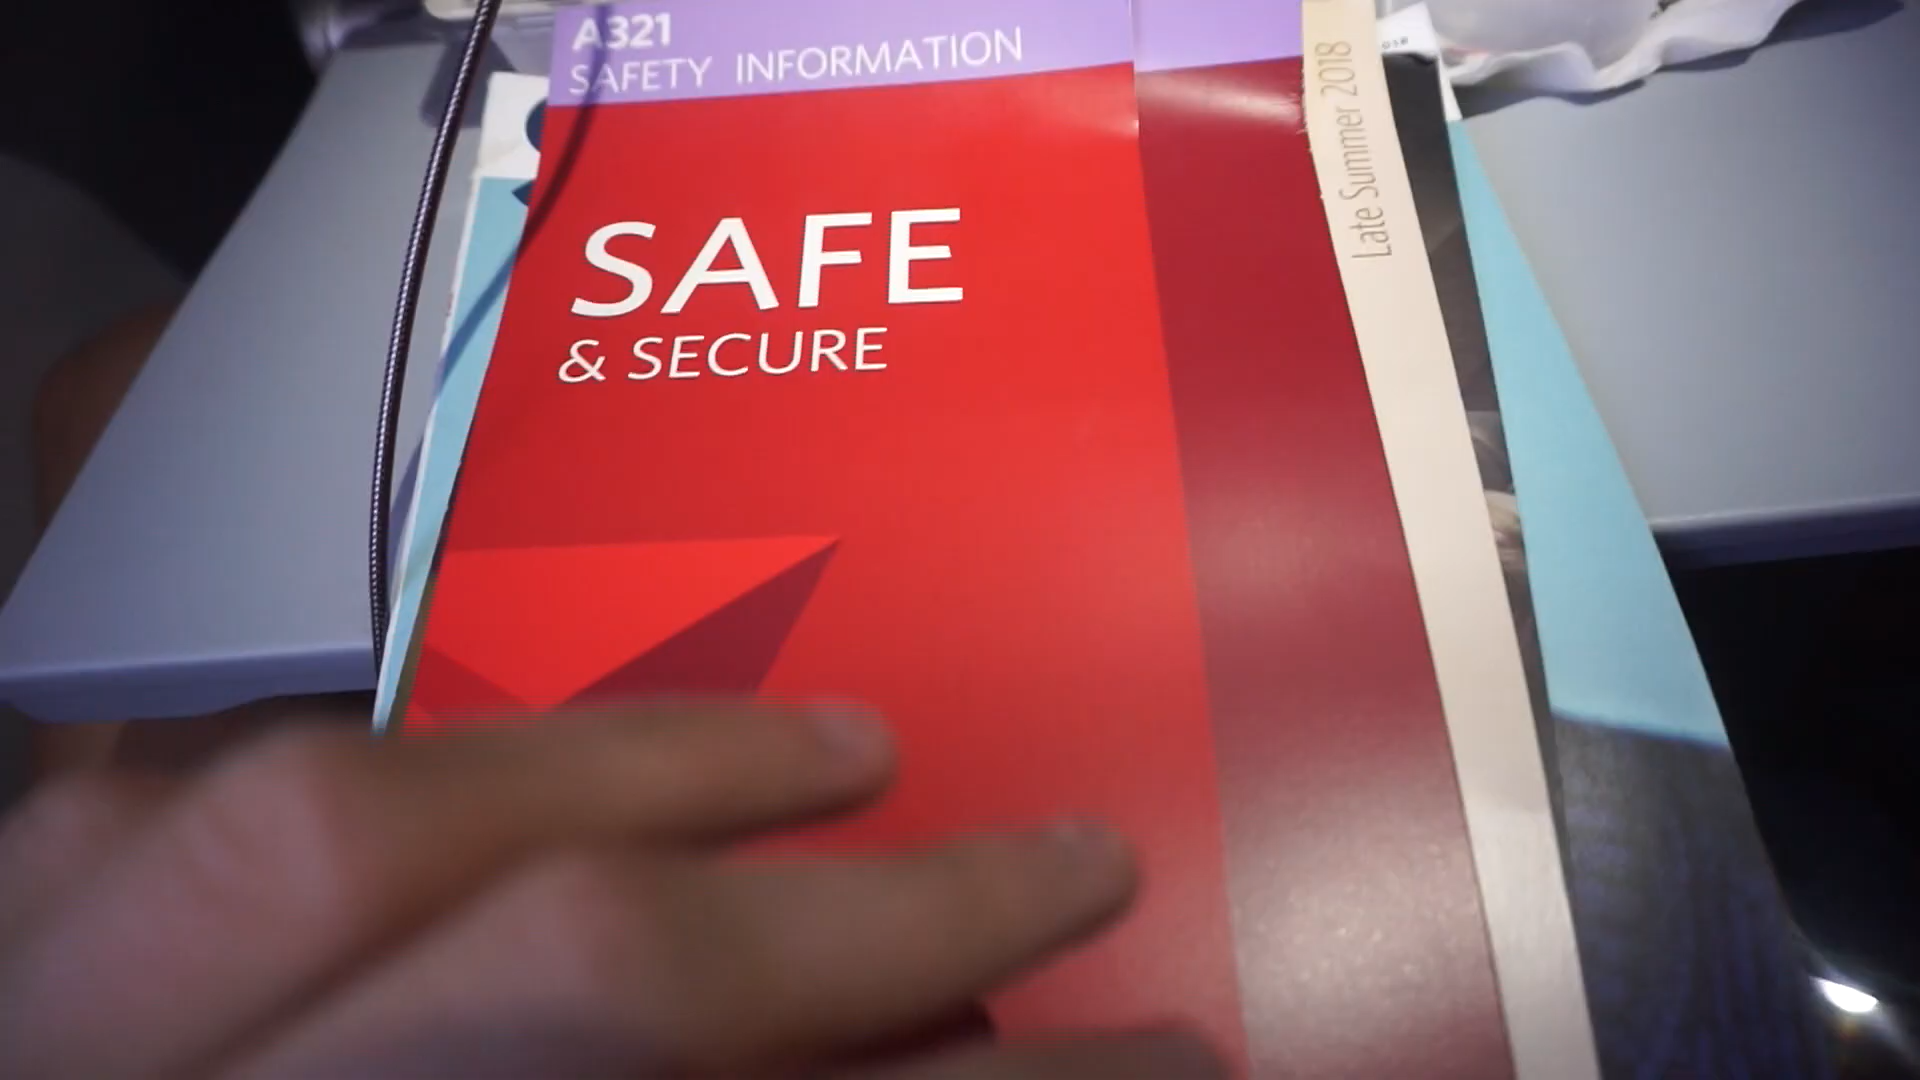 A321
SAFETY INFORMATION
SAFE
& SECURE
Late Summer 2018